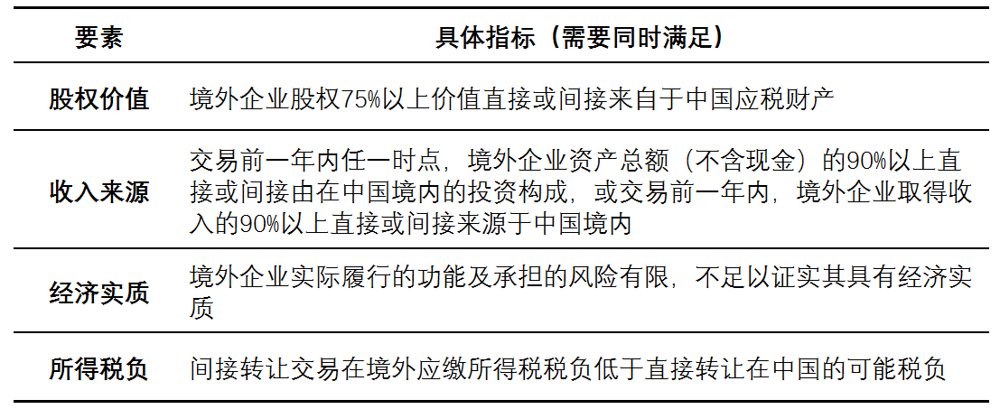 要素 具体指标（需要同时满足）
股权价值 境外企业股权75%以上价值直接或间接来自于中国应税财产
收入来源 交易前一年内任一时点，境外企业资产总额（不含现金）的90%以上直
接或间接由在中国境内的投资构成，或交易前一年内，境外企业取得收
入的90%以上直接或间接来源于中国境内
经济实质 境外企业实际履行的功能及承担的风险有限，不足以证实其具有经济实
质
所得税负 间接转让交易在境外应缴所得税税负低于直接转让在中国的可能税负